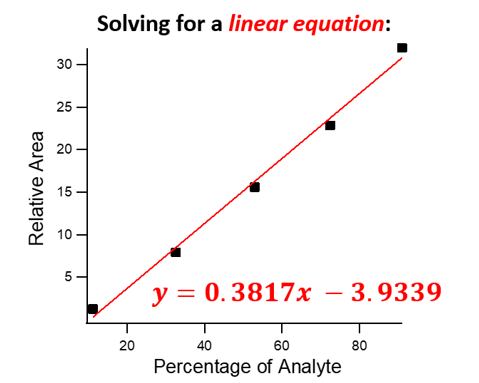 Solving for a linear equation:
30
25
20
15
10
5
Relative Area
y = 0.3817x − 3.9339
20 40 60 80
Percentage of Analyte